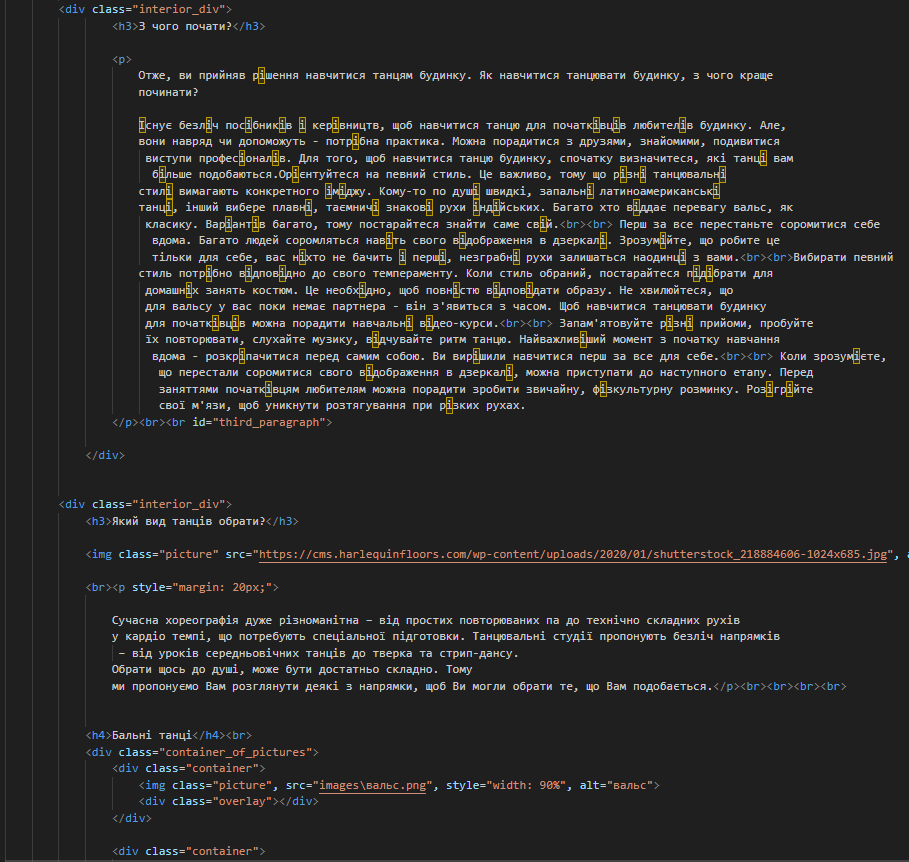 <div class="interior_div">
<h3>З чого почати?</h3>
<p>
Отже, ви прийняв рішення навчитися танцям будинку. Як навчитися танцювати будинку, з чого краще
починати?
Існує безліч посібників і керівництв, щоб навчитися танцю для початківців любителів будинку. Але,
вони навряд чи допоможуть - потрібна практика. Можна порадитися з друзями, знайомими, подивитися
виступи професіоналів. Для того, щоб навчитися танцю будинку, спочатку визначитеся, які танці вам
більше подобаються.Орієнтуйтеся на певний стиль. Це важливо, тому що різні танцювальні
стилі вимагають конкретного іміджу. Кому-то по душі швидкі, запальні латиноамериканські
танці, інший вибере плавні, таємничі знакові рухи індійських. Багато хто віддає перевагу вальс, як
класику. Варіантів багато, тому постарайтеся знайти саме свій.<br><br> Перш за все перестаньте соромитися себе
вдома. Багато людей соромляться навіть свого відображення в дзеркалі. Зрозумійте, що робите це
тільки для себе, вас ніхто не бачить і перші, незграбні рухи залишаться наодинці з вами.<br><br>Вибирати певний
стиль потрібно відповідно до свого темпераменту. Коли стиль обраний, постарайтеся підібрати для
домашніх занять костюм. Це необхідно, щоб повністю відповідати образу. Не хвилюйтеся, що
для вальсу у вас поки немає партнера - він з'явиться з часом. Щоб навчитися танцювати будинку
для початківців можна порадити навчальні відео-курси.<br><br> Запам'ятовуйте різні прийоми, пробуйте
їх повторювати, слухайте музику, відчувайте ритм танцю. Найважливіший момент з початку навчання
вдома - розкріпачитися перед самим собою. Ви вирішили навчитися перш за все для себе.<br><br> Коли зрозумієте,
що перестали соромитися свого відображення в дзеркалі, можна приступати до наступного етапу. Перед
заняттями початківцям любителям можна порадити зробити звичайну, фізкультурну розминку. Розігрійте
свої м'язи, щоб уникнути розтягування при різких рухах.
</p><br><br id="third_paragraph">
</div>
<div class="interior_div">
<h3>Який вид танців обрати?</h3>
<img class="picture" src="https://cms.harlequinfloors.com/wp-content/uploads/2020/01/shutterstock_218884606-1024x685.jpg",
<br><p style="margin: 20px;">
Сучасна хореографія дуже різноманітна – від простих повторюваних па до технічно складних рухів
у кардіо темпі, що потребують спеціальної підготовки. Танцювальні студії пропонують безліч напрямків
– від уроків середньовічних танців до тверка та стрип-дансу.
Обрати щось до душі, може бути достатньо складно. Тому
ми пропонуємо Вам розглянути деякі з напрямки, щоб Ви могли обрати те, що Вам подобається.</p><br><br><br><br>
<h4>Бальні танці</h4><br>
<div class="container_of_pictures">
<div class="container">
<img class="picture", src="images\вальс.png", style="width: 90%", alt="вальс">
<div class="overlay"></div>
</div>
<div class="container">